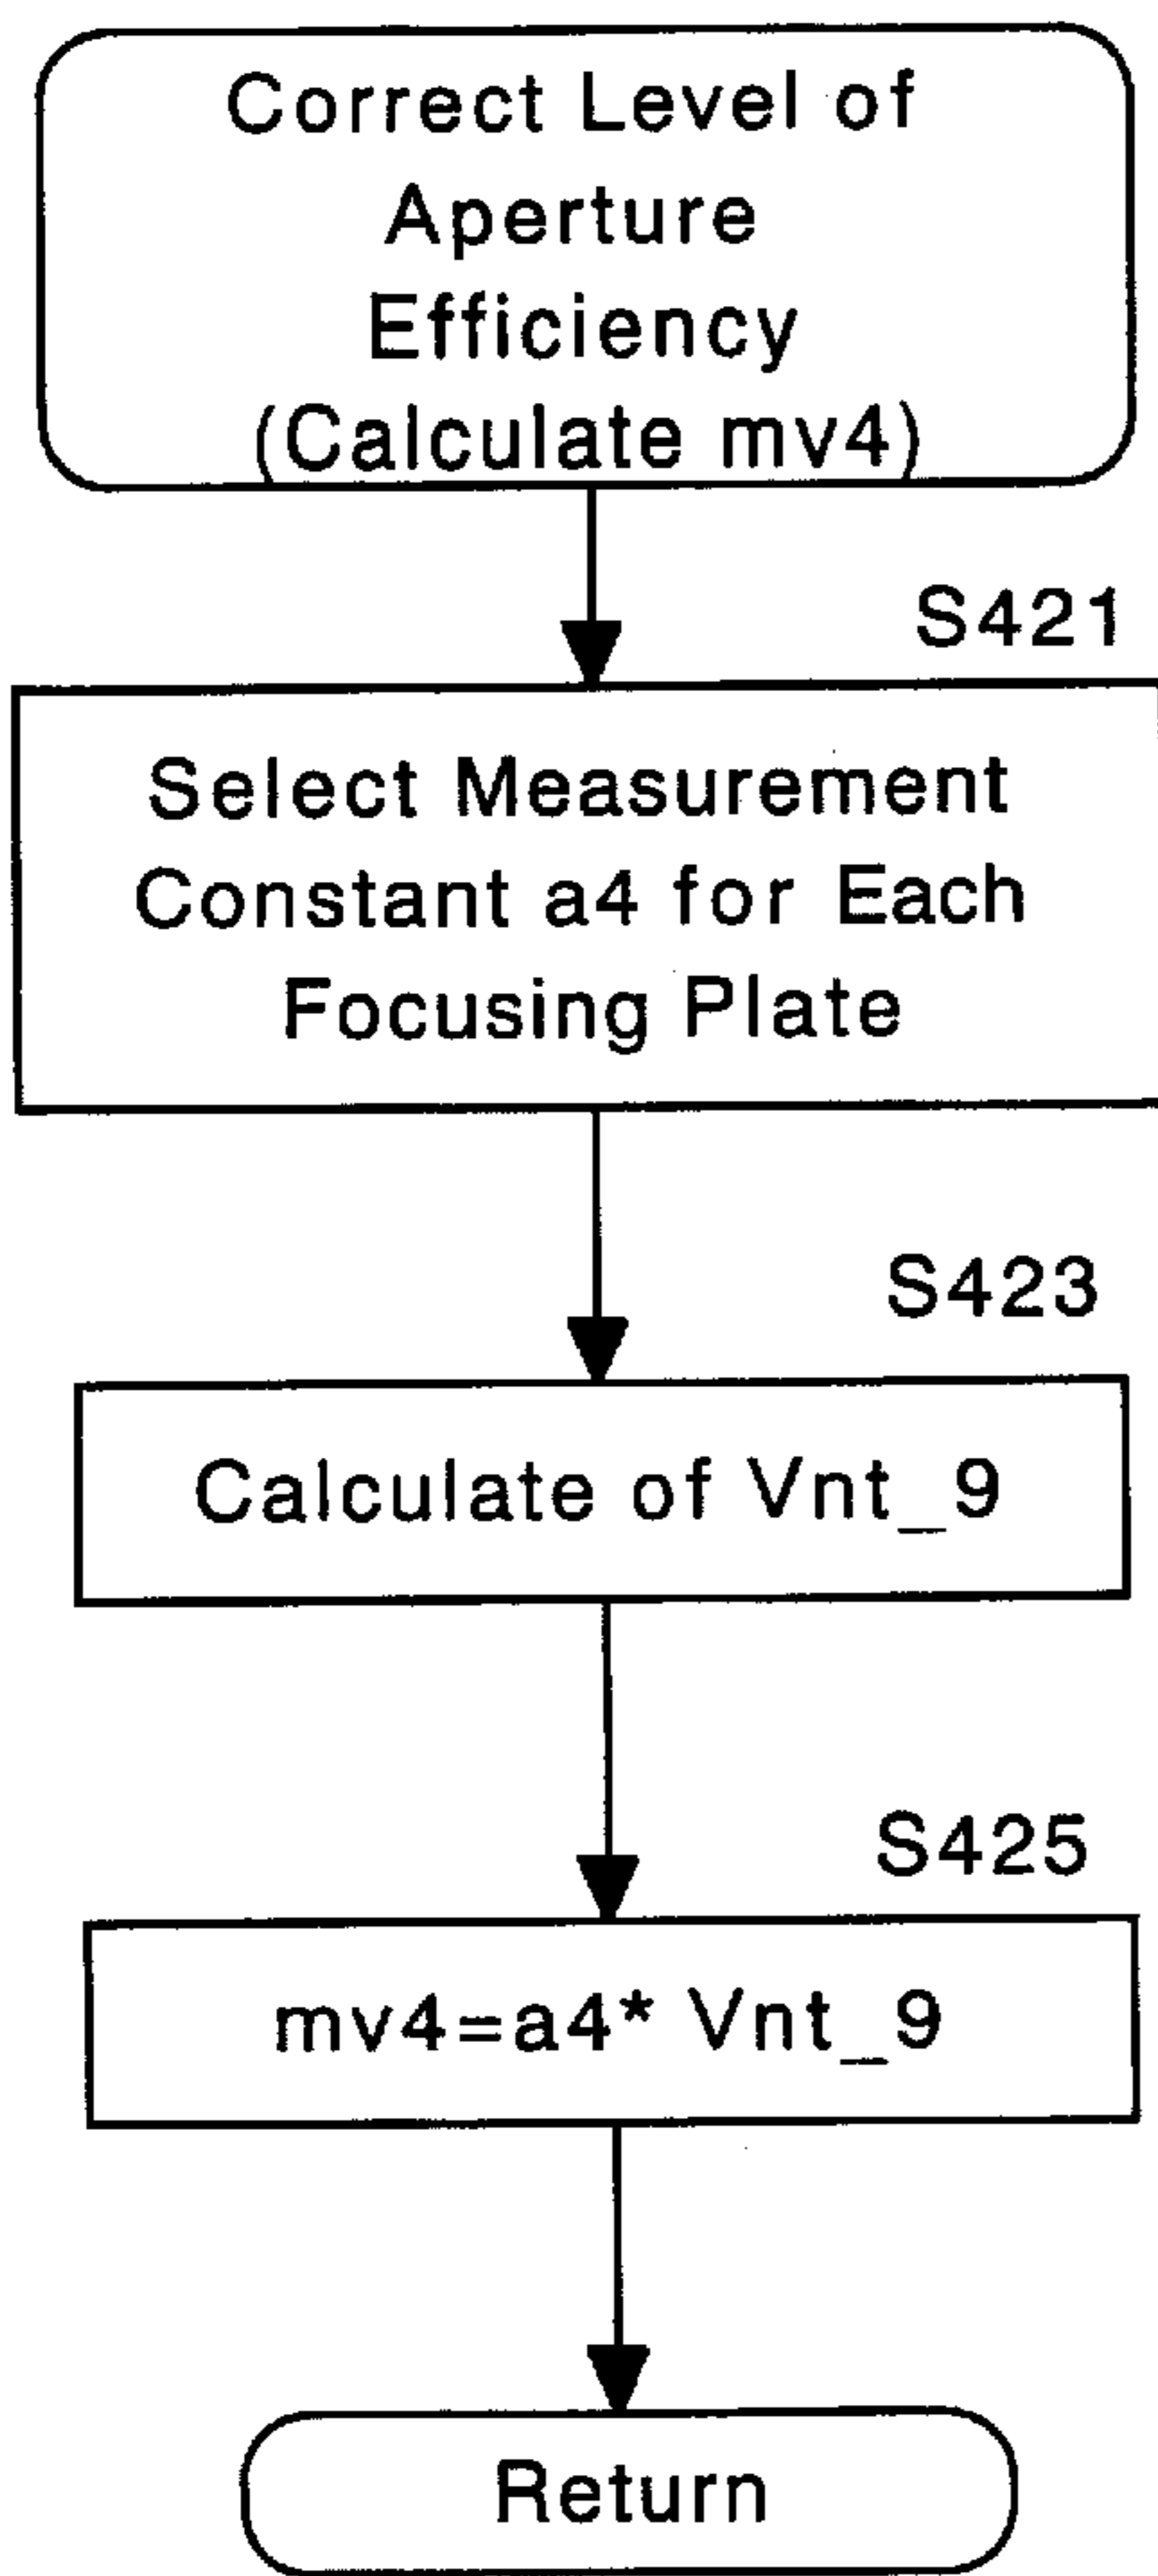 Correct Level of
Aperture
Efficiency
(Calculate mv4)
S421
Select Measurement
Constant a4 for Each
Focusing Plate
S423
Calculate of Vnt_9
S425
mv4=a4* Vnt_9
Return